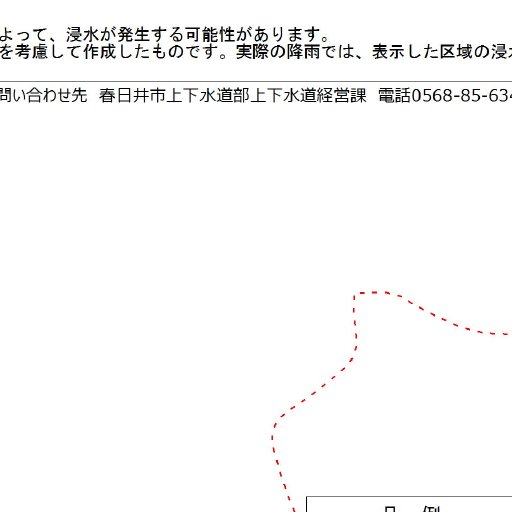 よって、浸水が発生する可能性があります。
を考慮して作成したものです。実際の降雨では、表示した区域の浸
問い合わせ先　春日井市上下水道部上下水道経営課　電話0568-85-63
凡　例